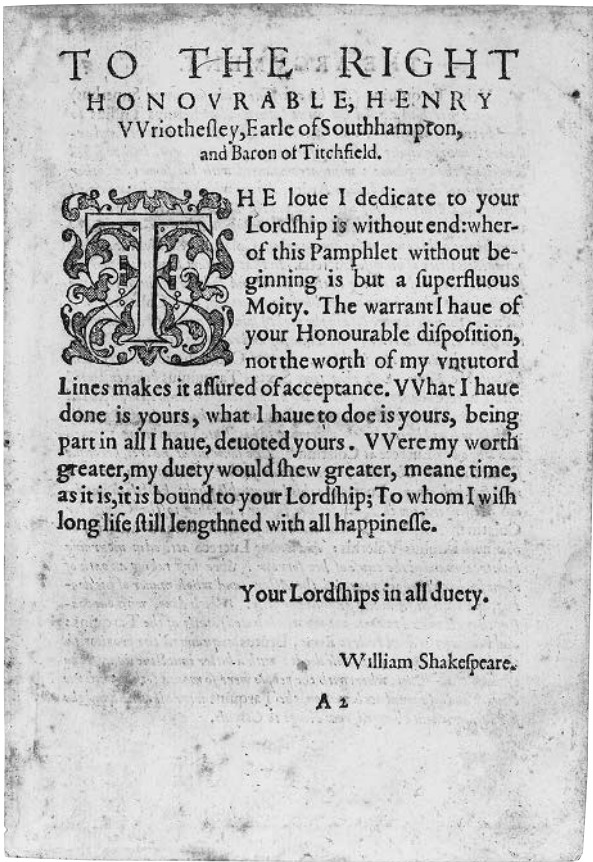 TO THE RIGHT
HONOVRABLE, HENRY
VVriotheſley, Earle of Southhampton,
and Baron of Titchfield.
THE loue I dedicate to your
Lordſhip is without end:wher-
of this Pamphlet without be-
ginning is but a ſuperfluous
Moity. The warrant I haue of
your Honourable diſpoſition,
not the worth of my vntutord
Lines makes it aſſured of acceptance. VVhat I haue
done is yours, what I haue to doe is yours, being
part in all I haue, deuoted yours. VVere my worth
greater, my duety would ſhew greater, meane time,
as it is, it is bound to your Lordſhip; To whom I wiſh
long life ſtill lengthned with all happineſſe.
Your Lordſhips in all duety.
William Shakeſpeare.
A 2